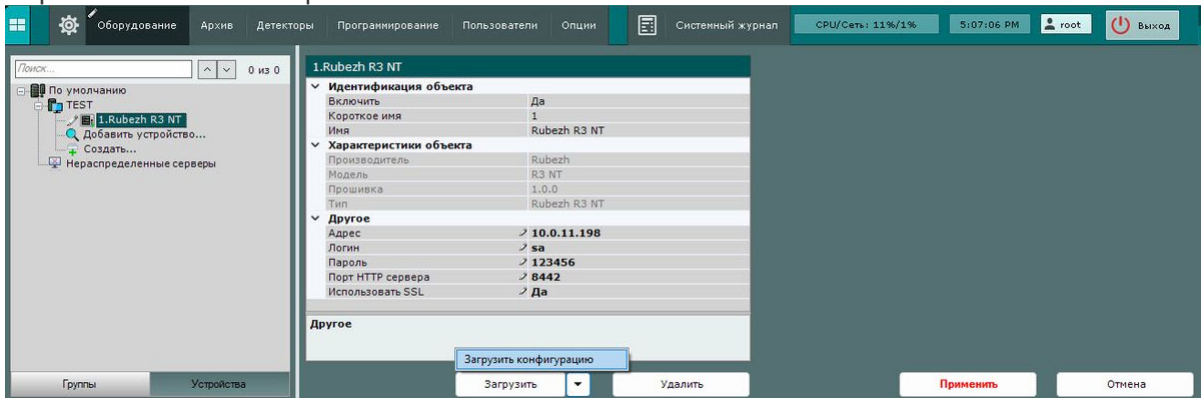 Оборудование Архив Детекторы Программирование Пользователи Опции Системный журнал CPU/Сеть: 11%/1% 5:07:06 PM root Выход
Поиск... 0 из 0
По умолчанию
TEST
1.Rubezh R3 NT
Добавить устройство...
Создать...
Нераспределенные серверы
Группы Устройства
1.Rubezh R3 NT
Идентификация объекта
Включить Да
Короткое имя 1
Имя Rubezh R3 NT
Характеристики объекта
Производитель Rubezh
Модель R3 NT
Прошивка 1.0.0
Тип Rubezh R3 NT
Другое
Адрес 10.0.11.198
Логин sa
Пароль 123456
Порт HTTP сервера 8442
Использовать SSL Да
Другое
Загрузить конфигурацию
Загрузить Удалить Применить Отмена